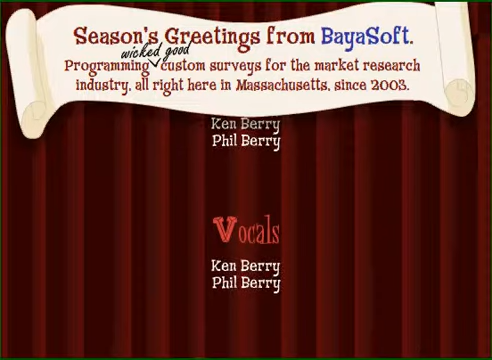 Season's Greetings from BayaSoft.
wicked good
Programming custom surveys for the market research
industry, all right here in Massachusetts, since 2003.
Ken Berry
Phil Berry
Vocals
Ken Berry
Phil Berry